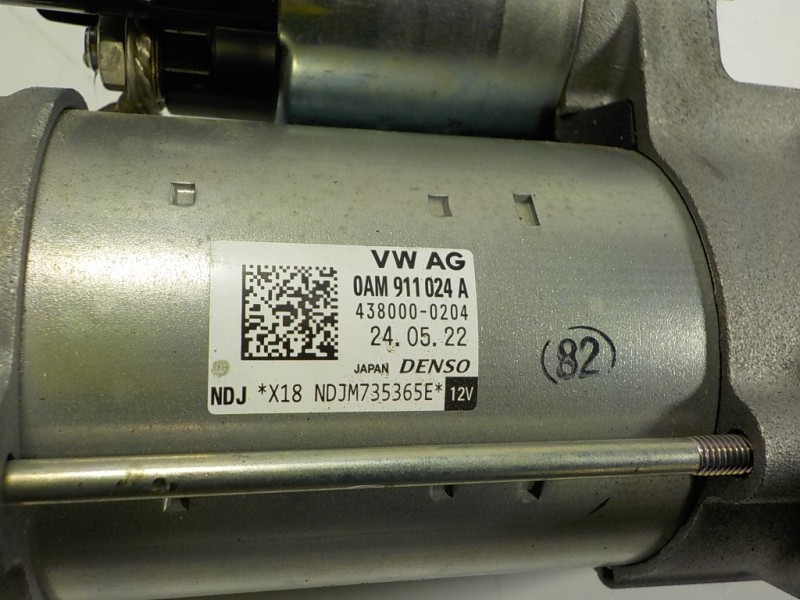 VW AG
0AM 911 024 A
438000-0204
24.05.22
JAPAN DENSO
NDJ *X18 NDJM735365E* 12V
(82)